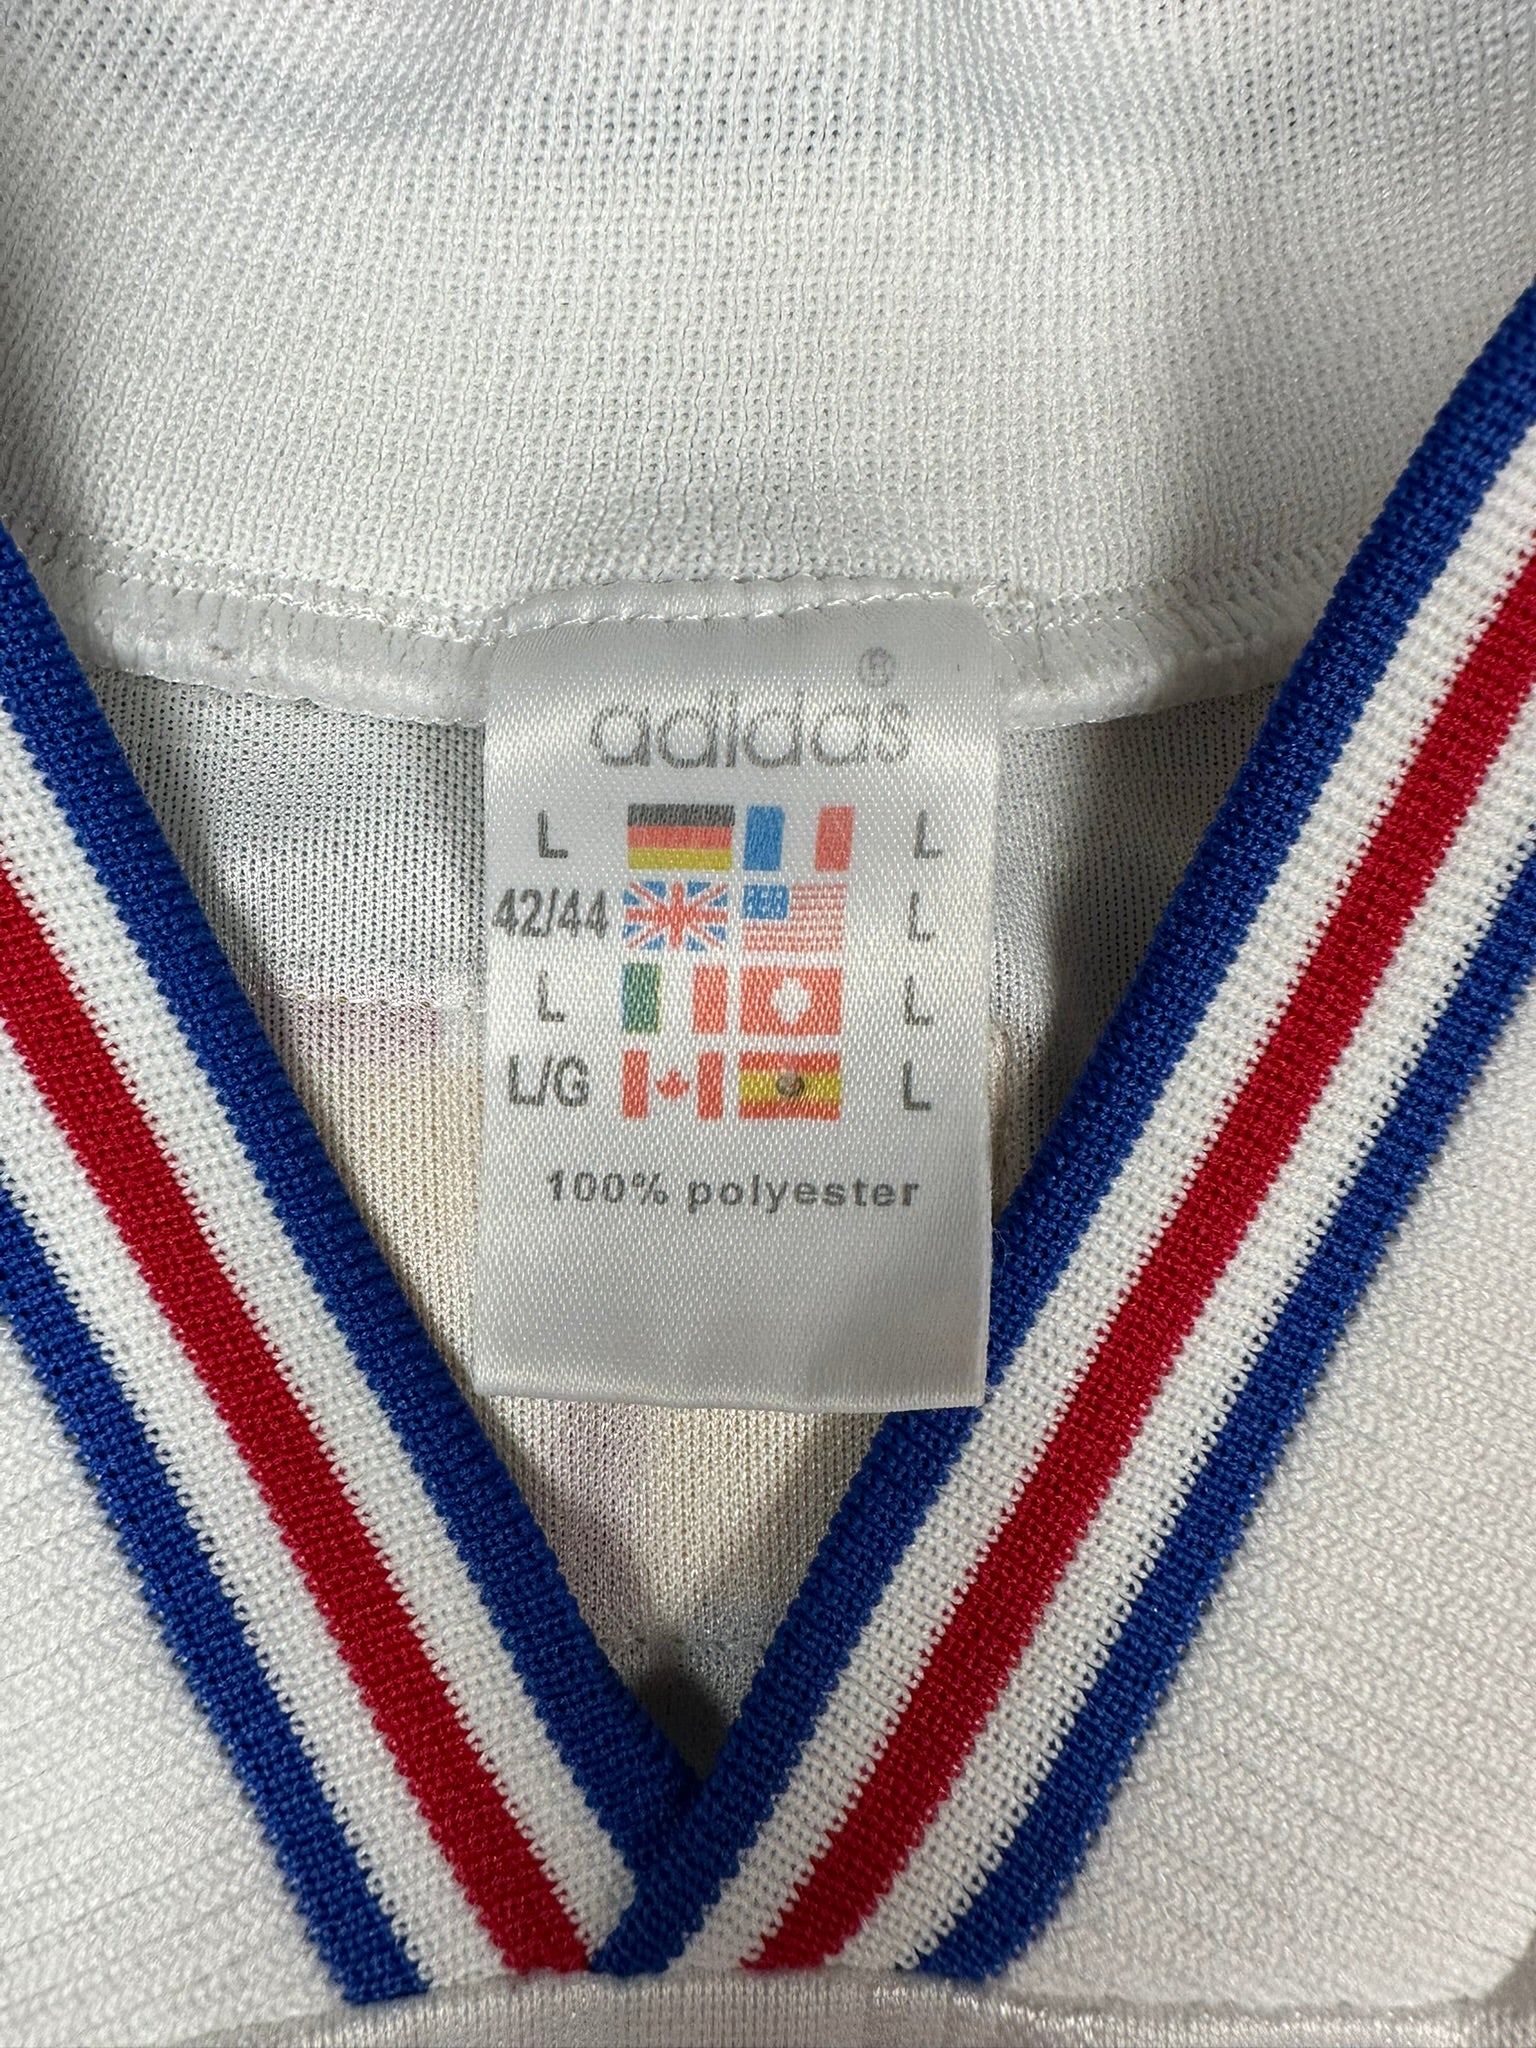 adidas®
L L
42/44 L
L L
L/G L
100% polyester